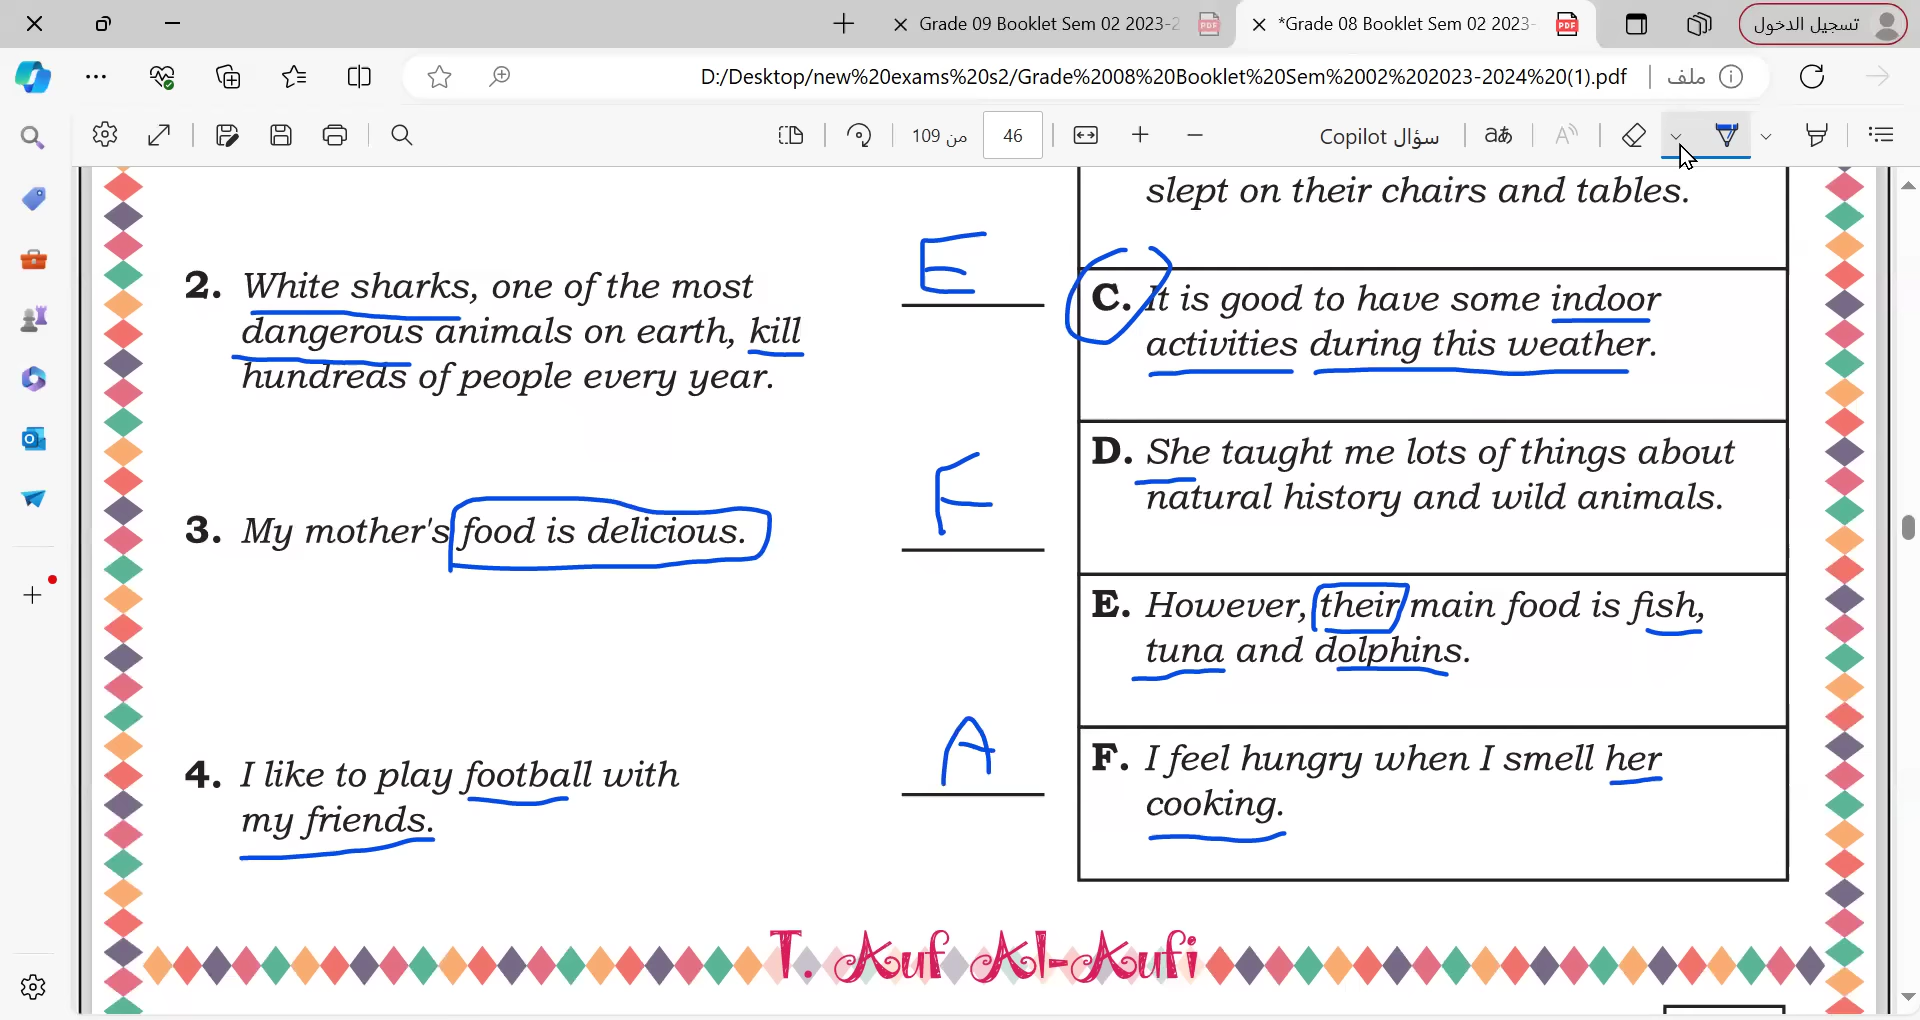 Grade 09 Booklet Sem 02 2023-2
*Grade 08 Booklet Sem 02 2023-
تسجيل الدخول
D:/Desktop/new%20exams%20s2/Grade%2008%20Booklet%20Sem%2002%202023-2024%20(1).pdf
ملف
109 من
46
سؤال Copilot
slept on their chairs and tables.
2. White sharks, one of the most
dangerous animals on earth, kill
hundreds of people every year.
E
C. It is good to have some indoor
activities during this weather.
D. She taught me lots of things about
natural history and wild animals.
3. My mother's food is delicious.
F
E. However, their main food is fish,
tuna and dolphins.
4. I like to play football with
my friends.
A
F. I feel hungry when I smell her
cooking.
T. Auf Al-Aufi